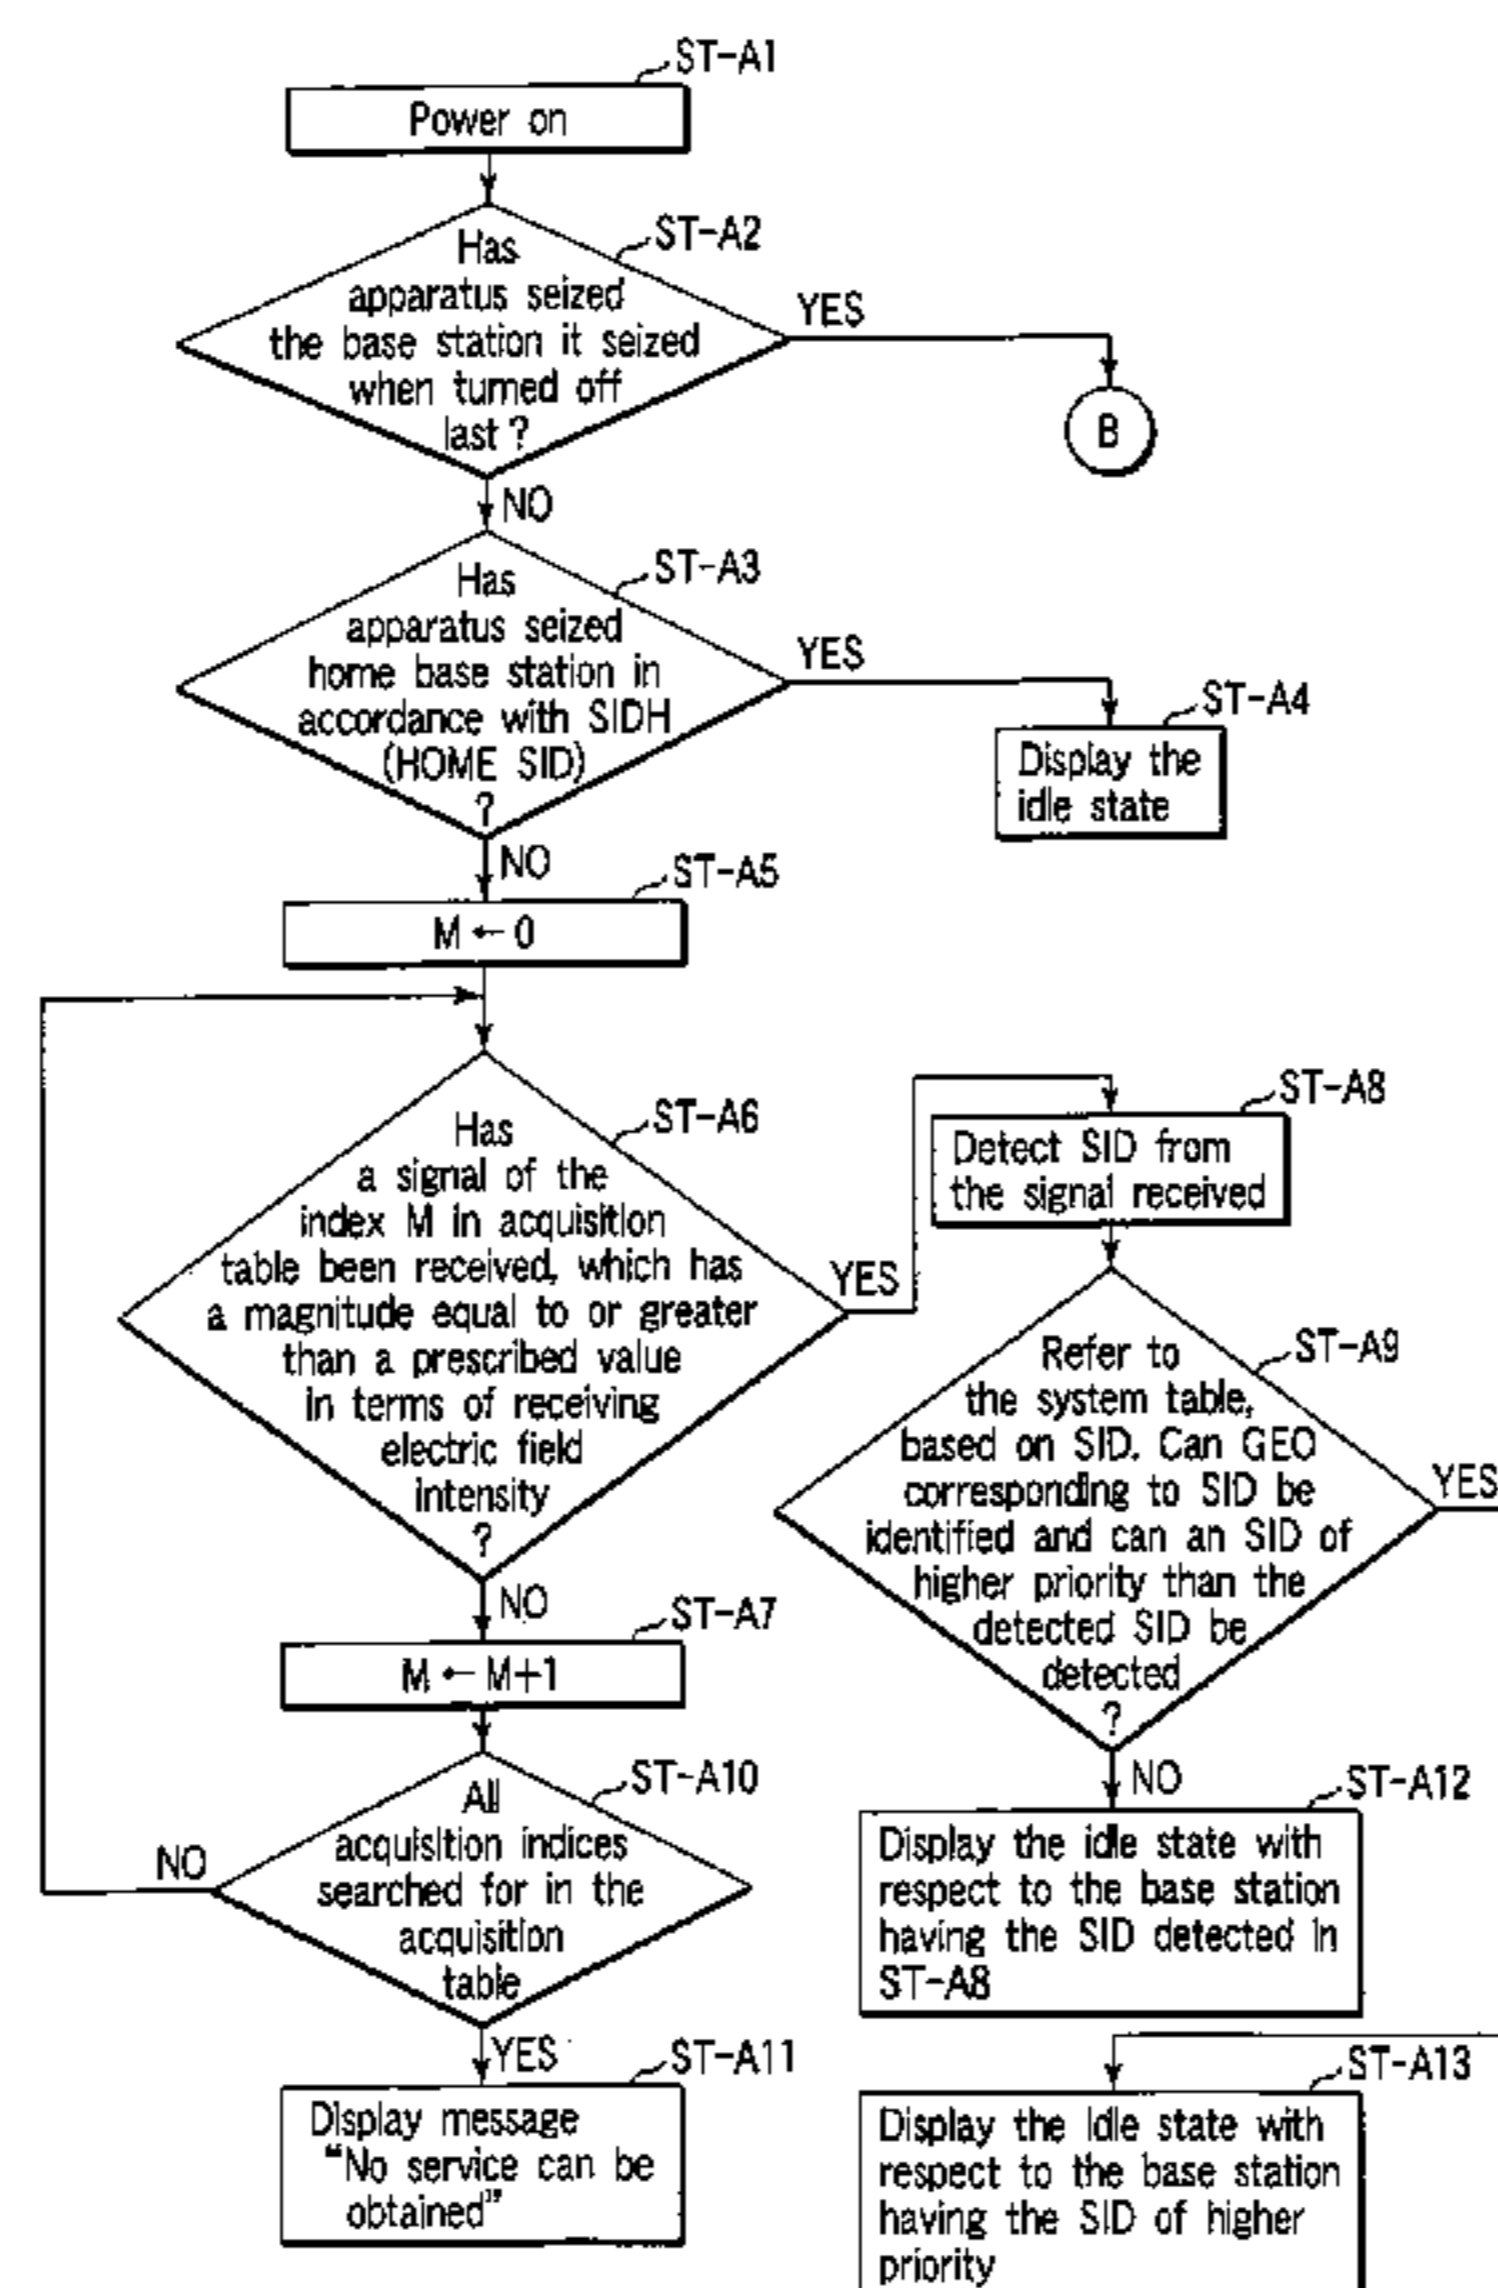 ST-A1
Power on
ST-A2
Has
apparatus seized
the base station it seized
when turned off
last ?
YES
B
NO
ST-A3
Has
apparatus seized
home base station in
accordance with SIDH
(HOME SID)
?
YES
ST-A4
Display the
idle state
NO
ST-A5
M ← 0
ST-A6
Has
a signal of the
index M in acquisition
table been received, which has
a magnitude equal to or greater
than a prescribed value
in terms of receiving
electric field
intensity
?
YES
ST-A8
Detect SID from
the signal received
ST-A9
Refer to
the system table,
based on SID. Can GEO
corresponding to SID be
identified and can an SID of
higher priority than the
detected SID be
detected
?
YES
NO
ST-A7
M ← M+1
ST-A10
All
acquisition indices
searched for in the
acquisition
table
NO
YES
ST-A11
Display message
"No service can be
obtained"
NO
ST-A12
Display the idle state with
respect to the base station
having the SID detected in
ST-A8
ST-A13
Display the idle state with
respect to the base station
having the SID of higher
priority